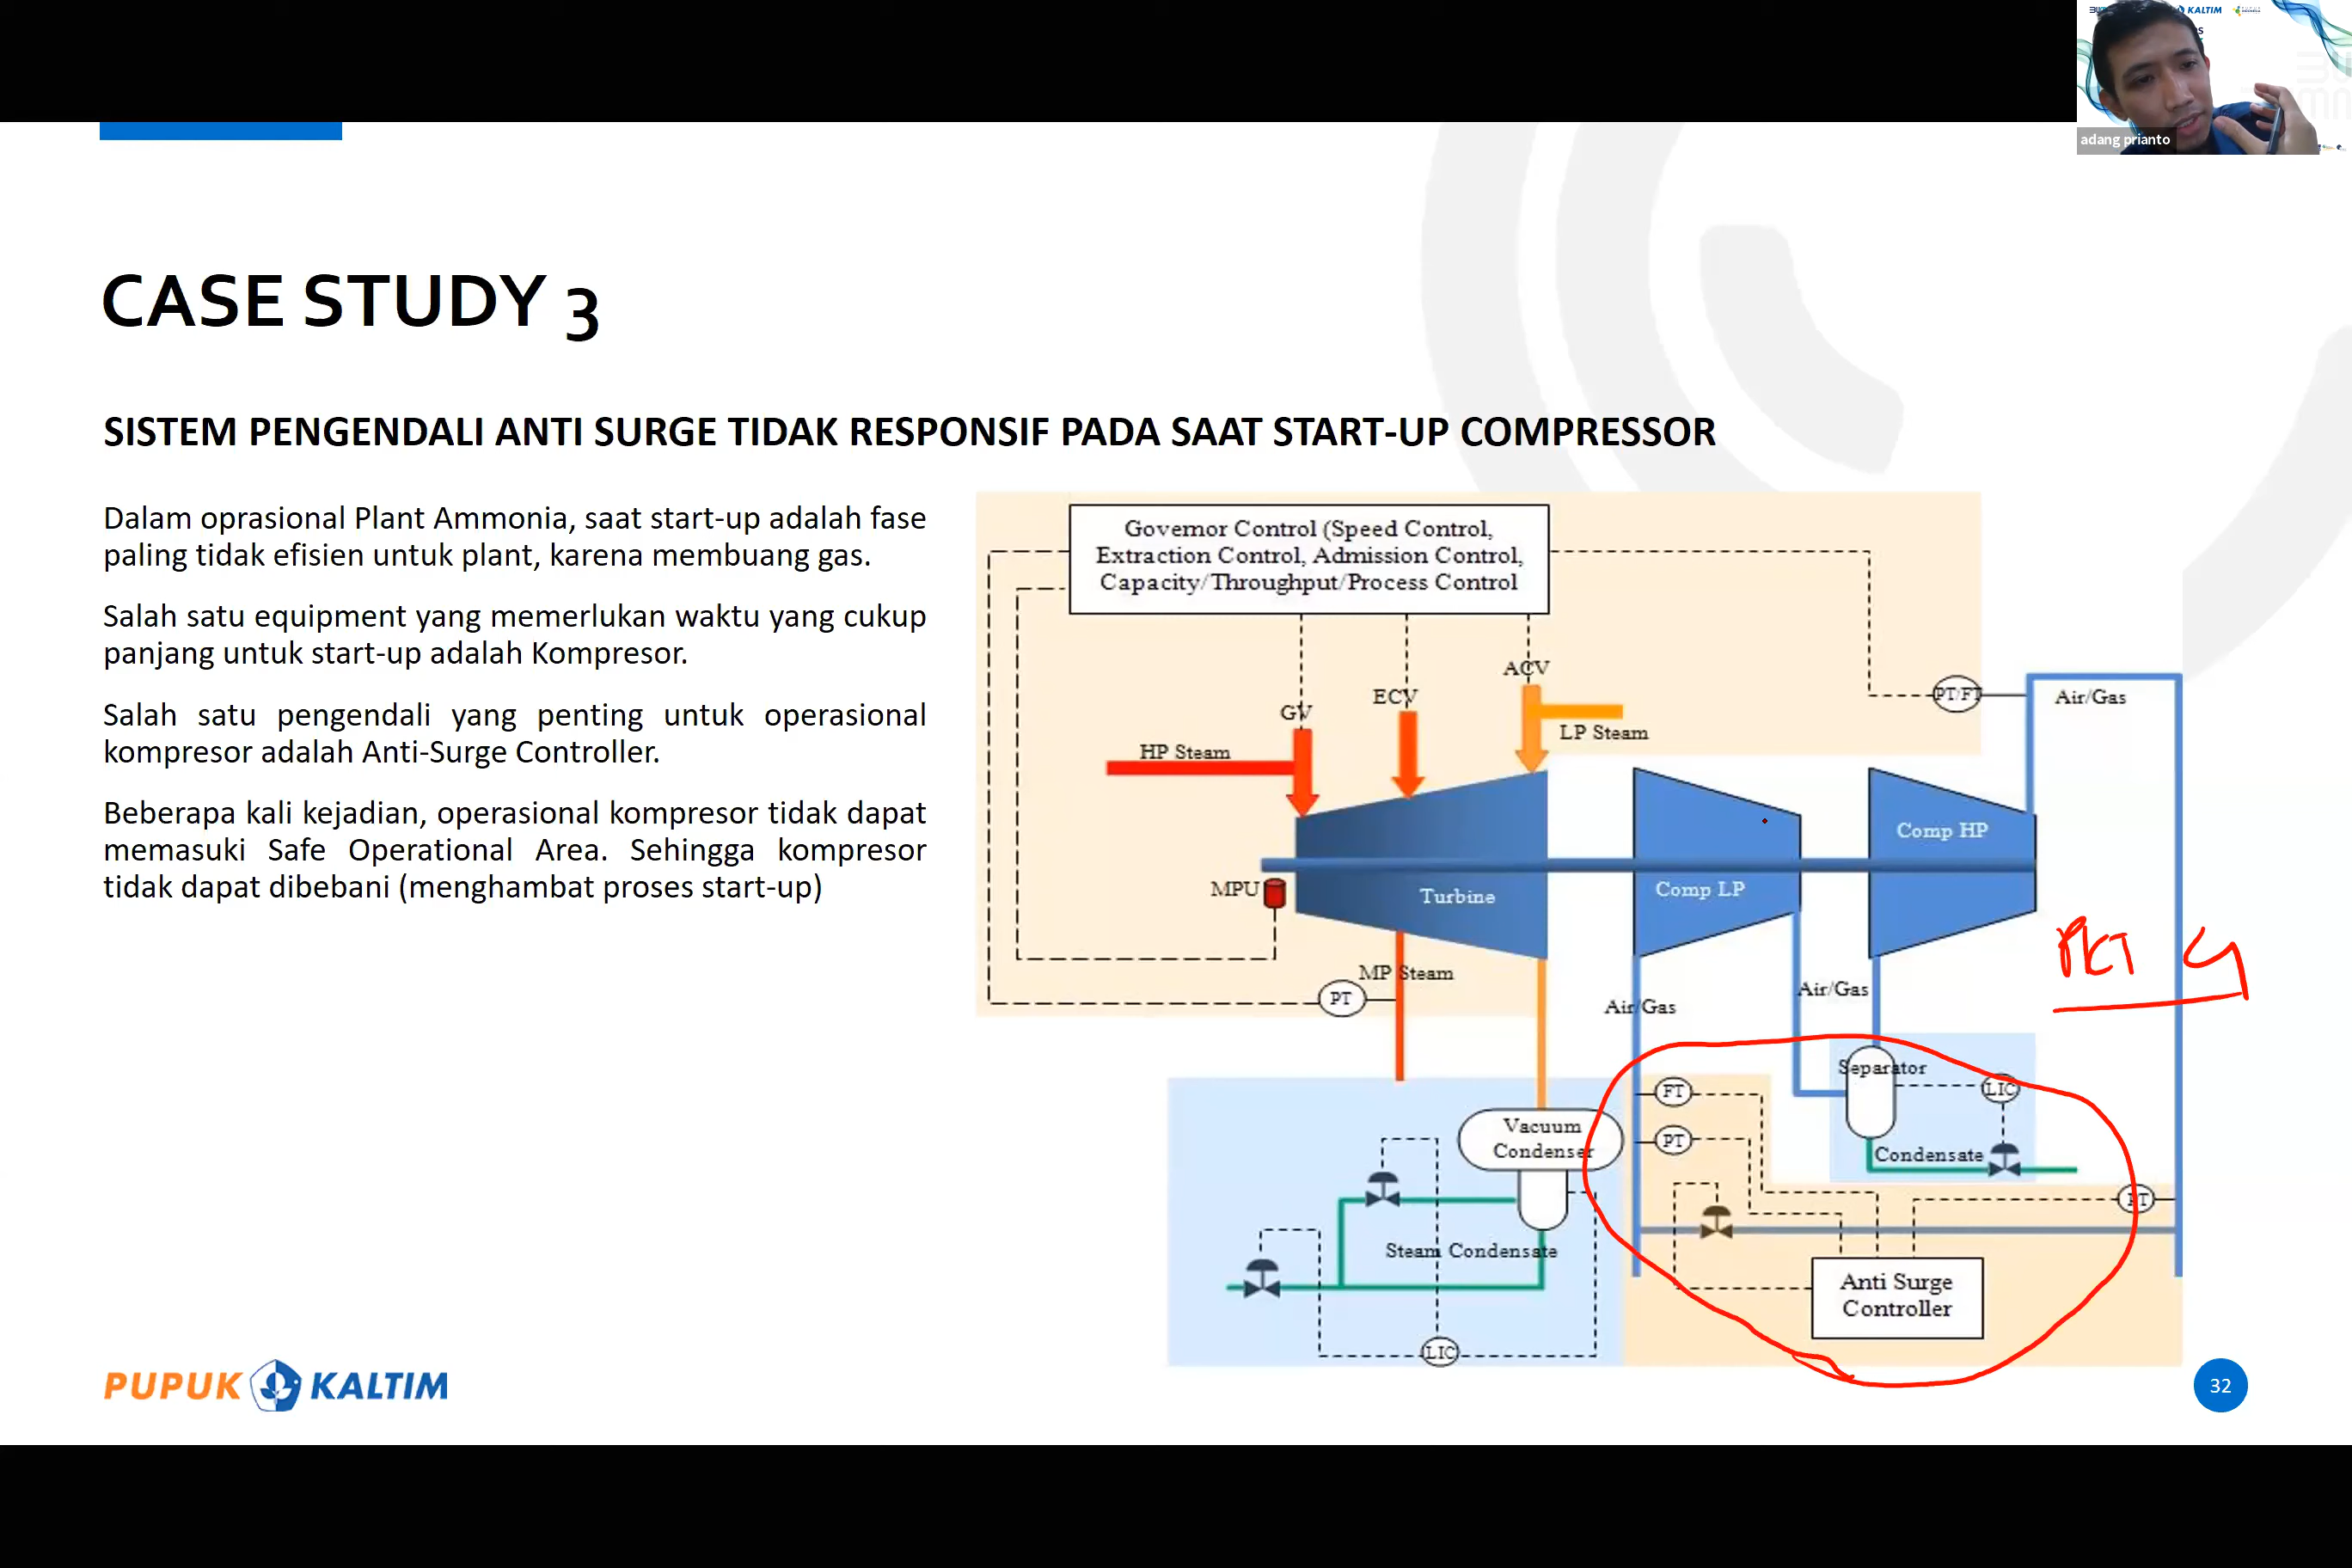 KALTIM
adang prianto
CASE STUDY 3
SISTEM PENGENDALI ANTI SURGE TIDAK RESPONSIF PADA SAAT START-UP COMPRESSOR
Dalam oprasional Plant Ammonia, saat start-up adalah fase
paling tidak efisien untuk plant, karena membuang gas.
Salah satu equipment yang memerlukan waktu yang cukup
panjang untuk start-up adalah Kompresor.
Salah satu pengendali yang penting untuk operasional
kompresor adalah Anti-Surge Controller.
Beberapa kali kejadian, operasional kompresor tidak dapat
memasuki Safe Operational Area. Sehingga kompresor
tidak dapat dibebani (menghambat proses start-up)
Governor Control (Speed Control,
Extraction Control, Admission Control,
Capacity/Throughput/Process Control
ACV
ECV
GV
PT/FT
Air/Gas
LP Steam
HP Steam
Comp HP
MPU
Turbine
Comp LP
PKT 4
MP Steam
PT
Air/Gas
Air/Gas
Separator
FT
LIC
Vacuum
Condenser
PT
Condensate
PT
Steam Condensate
Anti Surge
Controller
LIC
PUPUK KALTIM
32